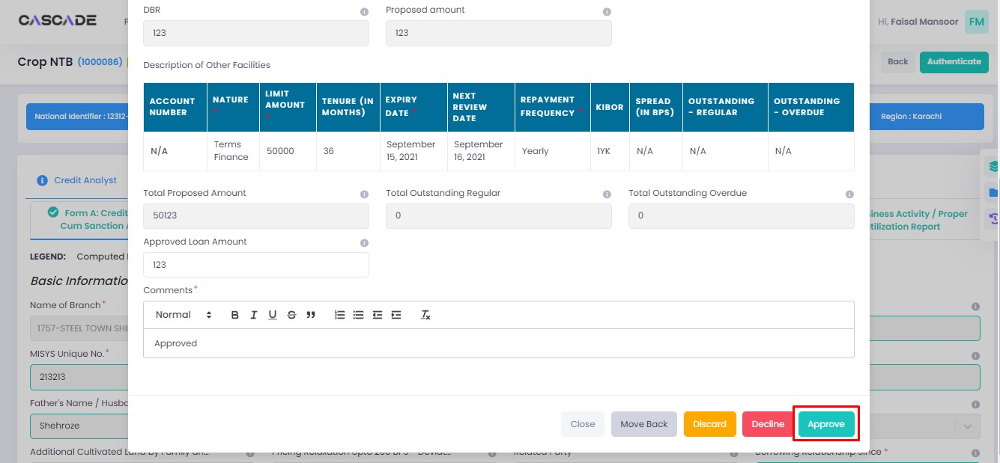 DBR
Proposed amount
CASCADE
P
Hi, Faisal Mansoor FM
123
123
Crop NTB (1000086)
Back
Authenticate
Description of Other Facilities
ACCOUNT NUMBER
NATURE *
LIMIT AMOUNT *
TENURE (IN MONTHS)
EXPIRY DATE *
NEXT REVIEW DATE
REPAYMENT FREQUENCY *
KIBOR
SPREAD (IN BPS)
OUTSTANDING - REGULAR
OUTSTANDING - OVERDUE
National Identifier : 12312-
Region : Karachi
N/A
Terms Finance
50000
36
September 15, 2021
September 16, 2021
Yearly
1YK
N/A
N/A
N/A
Credit Analyst
Total Proposed Amount
Total Outstanding Regular
Total Outstanding Overdue
Form A: Credit
Cum Sanction A
50123
0
0
siness Activity / Proper
tilization Report
Approved Loan Amount
LEGEND: Computed
123
Basic Informatio
Comments*
Name of Branch*
Normal
1757-STEEL TOWN SHI
Approved
MISYS Unique No.*
213213
Father's Name / Husba
Shehroze
Close
Move Back
Discard
Decline
Approve
Additional Cultivated Land by Family an...
Pricing Relaxation Upto 200 BPS - Deviat...
Related Party
Borrowing Relationship Since *